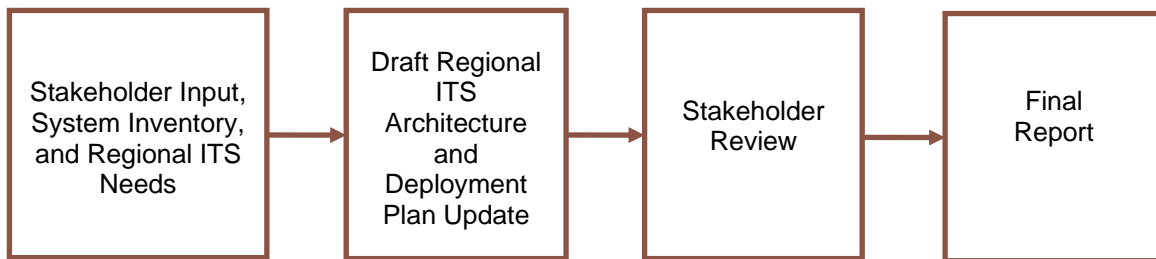 Stakeholder Input,
System Inventory,
and Regional ITS
Needs
Draft Regional
ITS
Architecture
and
Deployment
Plan Update
Stakeholder
Review
Final
Report